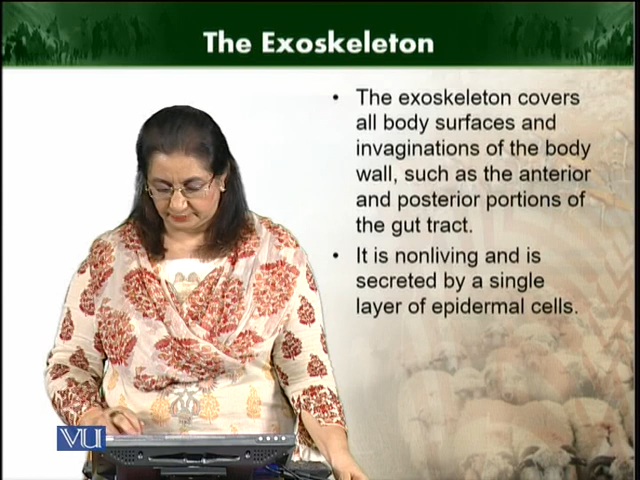 The Exoskeleton
• The exoskeleton covers
all body surfaces and
invaginations of the body
wall, such as the anterior
and posterior portions of
the gut tract.
• It is nonliving and is
secreted by a single
layer of epidermal cells.
VU